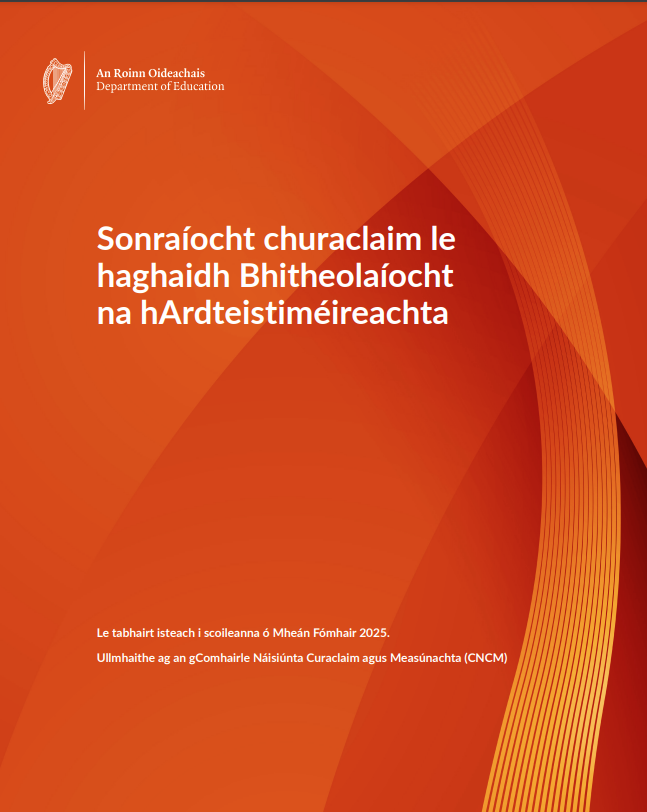 An Roinn Oideachais
Department of Education
Sonraíocht churaclaim le
haghaidh Bhitheolaíocht
na hArdteistiméireachta
Le tabhairt isteach i scoileanna ó Mheán Fómhair 2025.
Ullmhaithe ag an gComhairle Náisiúnta Curaclaim agus Measúnachta (CNCM)